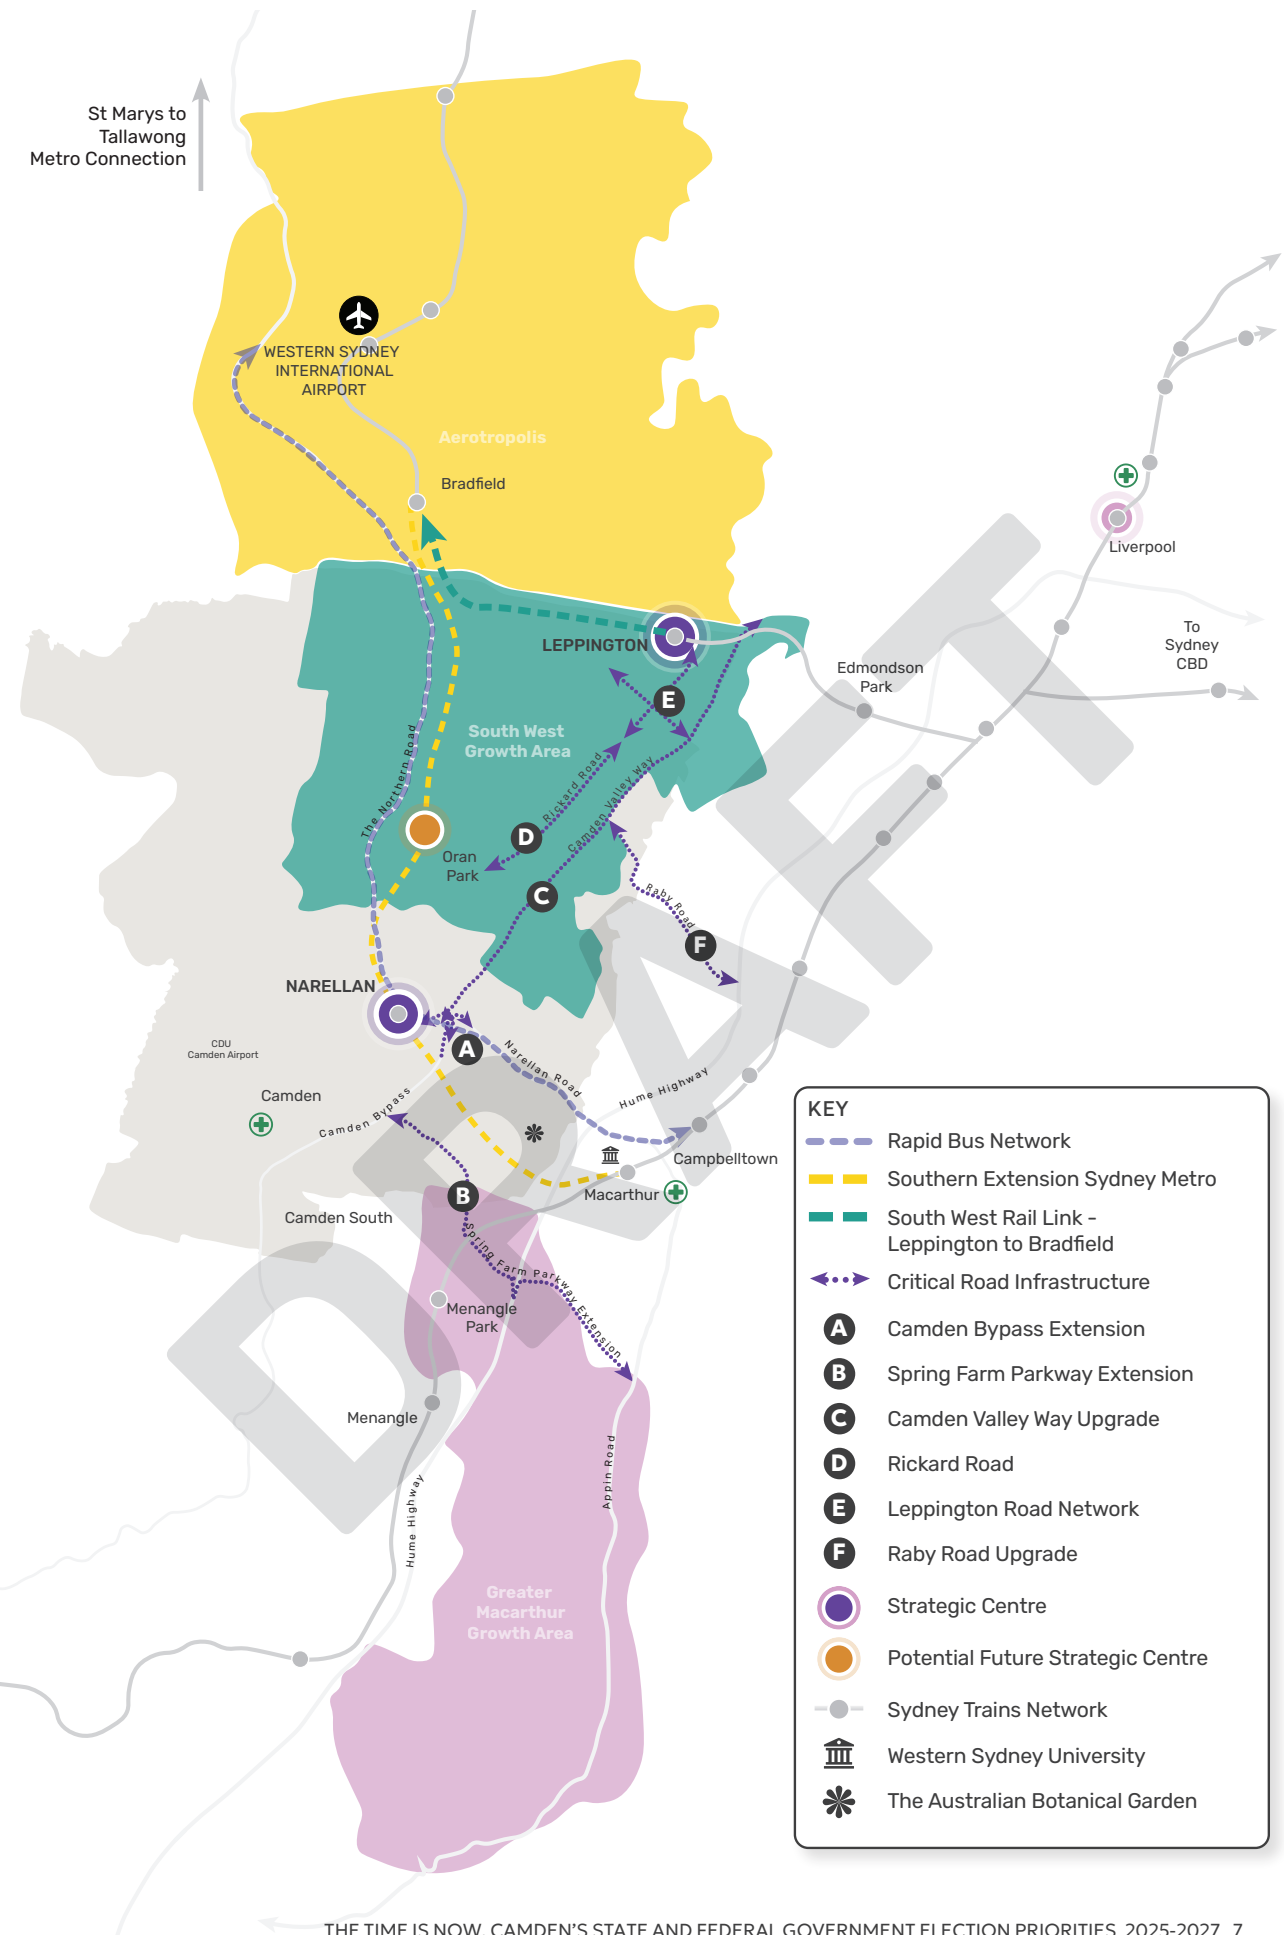 St Marys to
Tallawong
Metro Connection
WESTERN SYDNEY
INTERNATIONAL
AIRPORT
Aerotropolis
Bradfield
Liverpool
To
Sydney
CBD
LEPPINGTON
Edmondson
Park
South West
Growth Area
The Northern Road
Rickard Road
Camden Valley Way
E
D
Oran
Park
C
Raby Road
F
NARELLAN
CDU
Camden Airport
A
Narellan Road
Camden
Camden Bypass
Hume Highway
Campbelltown
Macarthur
B
Camden South
Spring Farm Parkway Extension
Menangle
Park
Menangle
Hume Highway
Appin Road
Greater
Macarthur
Growth Area
DRAFT
KEY
Rapid Bus Network
Southern Extension Sydney Metro
South West Rail Link -
Leppington to Bradfield
Critical Road Infrastructure
A Camden Bypass Extension
B Spring Farm Parkway Extension
C Camden Valley Way Upgrade
D Rickard Road
E Leppington Road Network
F Raby Road Upgrade
Strategic Centre
Potential Future Strategic Centre
Sydney Trains Network
Western Sydney University
The Australian Botanical Garden
THE TIME IS NOW, CAMDEN'S STATE AND FEDERAL GOVERNMENT ELECTION PRIORITIES 2025-2027 7